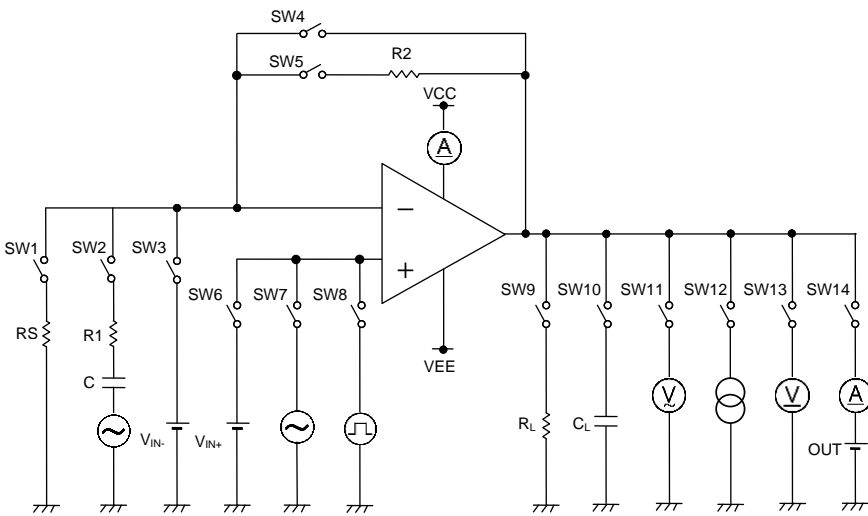 SW4
SW5
R2
VCC
A
SW1
SW2
SW3
SW6
SW7
SW8
SW9
SW10
SW11
SW12
SW13
SW14
RS
R1
C
VIN-
VIN+
VEE
RL
CL
V
V
A
OUT